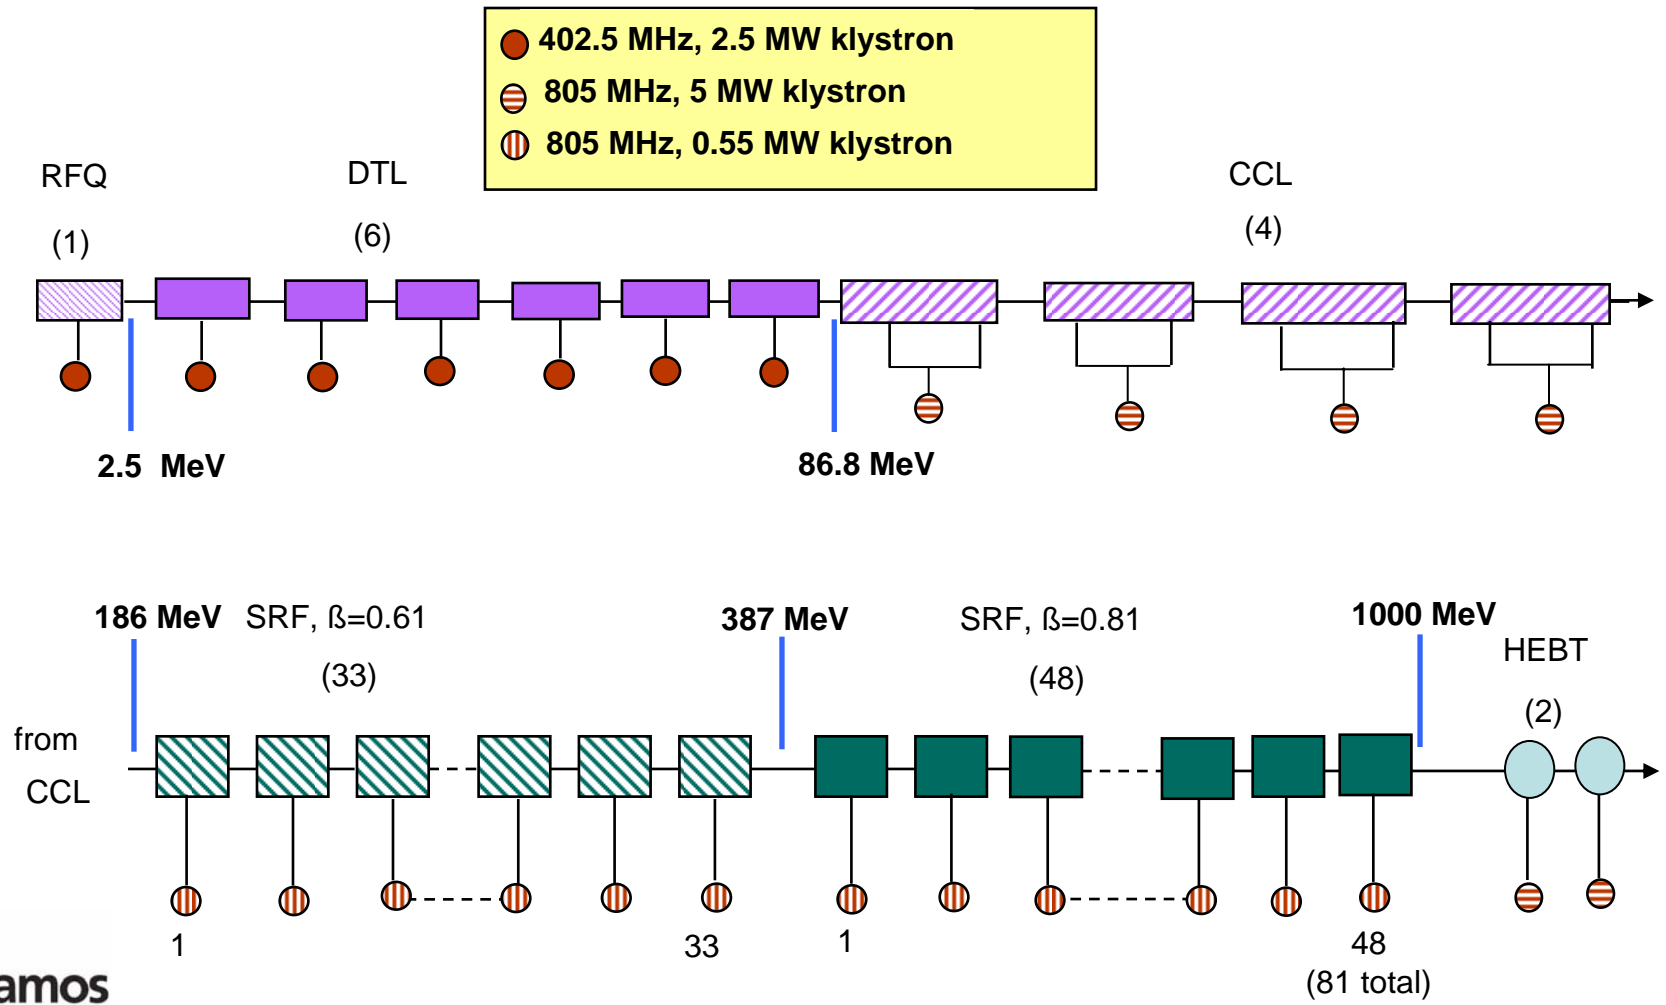 402.5 MHz, 2.5 MW klystron
805 MHz, 5 MW klystron
805 MHz, 0.55 MW klystron
RFQ
(1)
DTL
(6)
CCL
(4)
2.5 MeV
86.8 MeV
186 MeV
SRF, ß=0.61
(33)
387 MeV
SRF, ß=0.81
(48)
1000 MeV
HEBT
(2)
from
CCL
1
33
1
48
(81 total)
amos